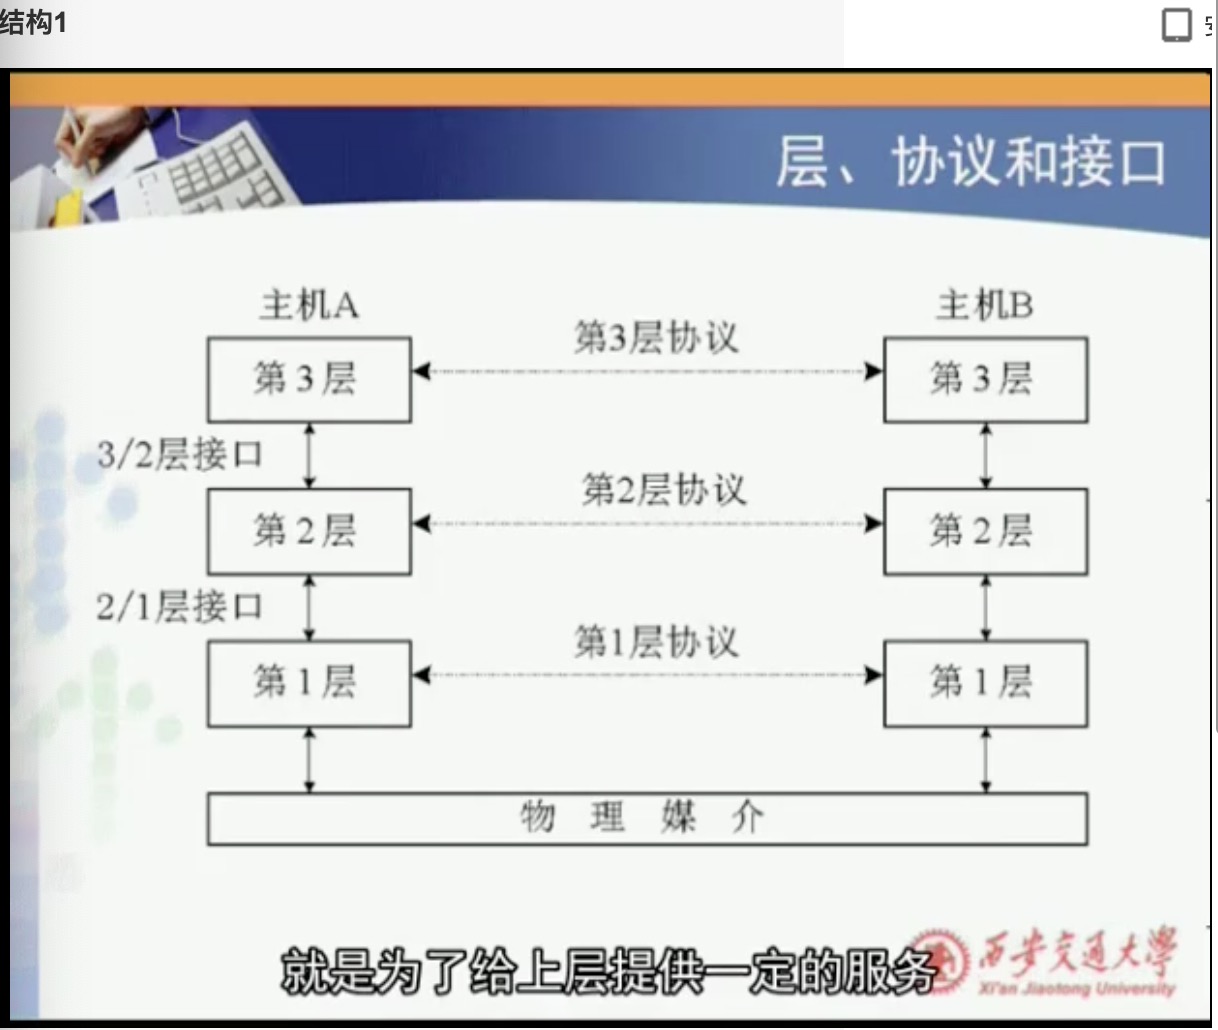 结构1
层、协议和接口
主机A
主机B
第3层协议
第 3 层
第 3 层
3/2层接口
第2层协议
第 2 层
第 2 层
2/1层接口
第1层协议
第 1 层
第 1 层
物 理 媒 介
就是为了给上层提供一定的服务
西安交通大學
Xi'an Jiaotong University